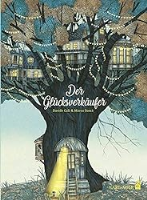 Der
Glücksverkäufer
Davide Calì & Marco Somà